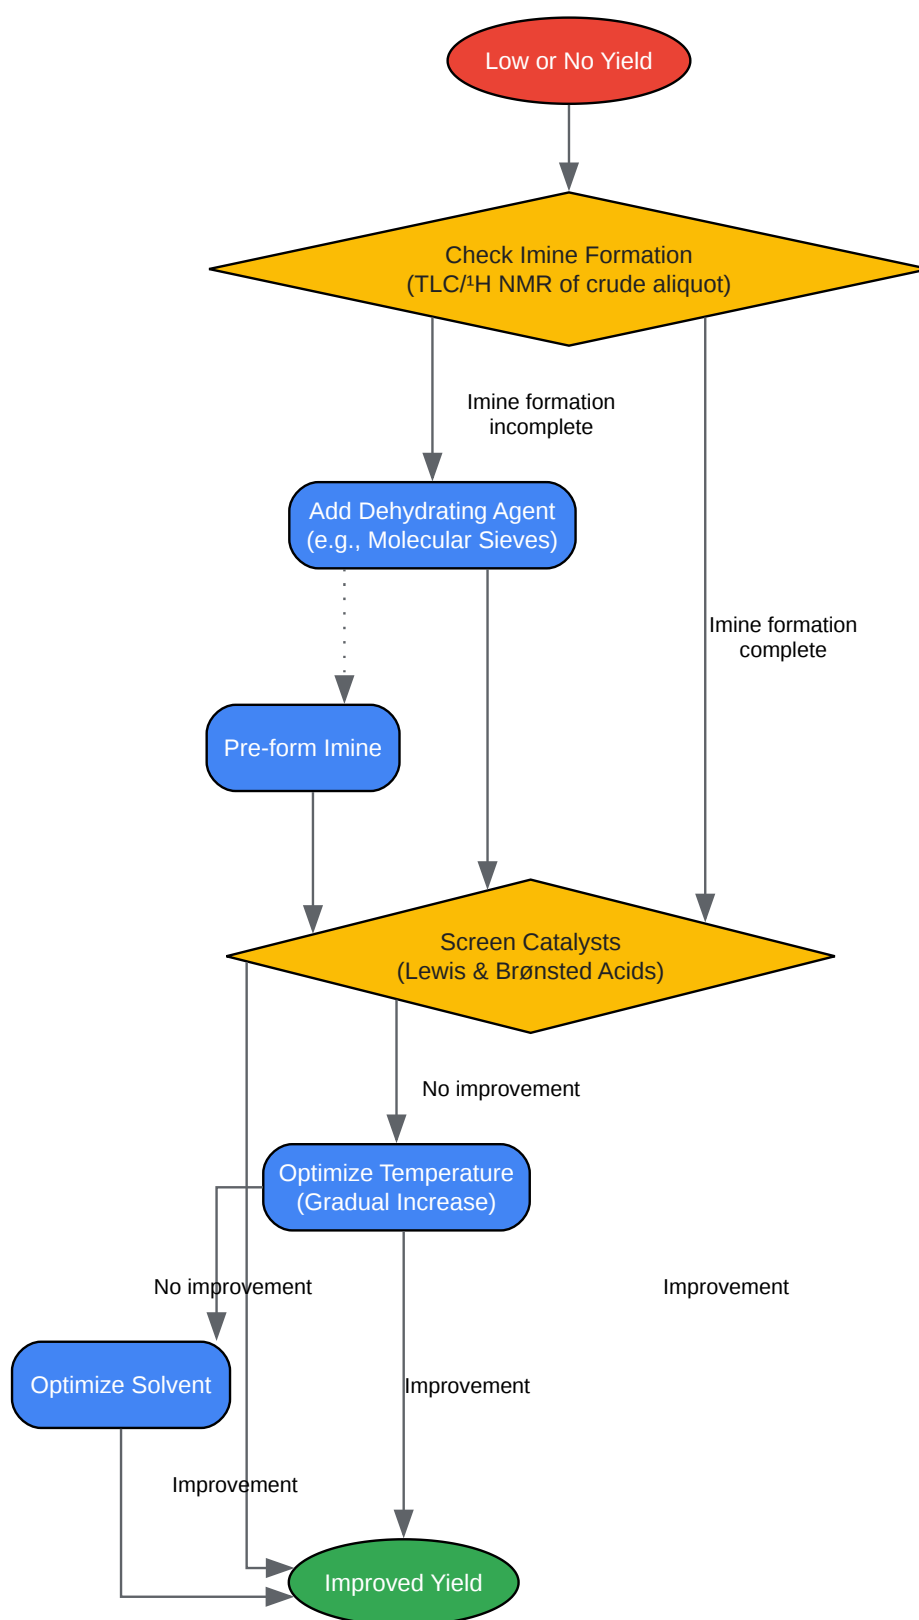 Low or No Yield
Check Imine Formation
(TLC/¹H NMR of crude aliquot)
Imine formation
incomplete
Add Dehydrating Agent
(e.g., Molecular Sieves)
Imine formation
complete
Pre-form Imine
Screen Catalysts
(Lewis & Brønsted Acids)
No improvement
Optimize Temperature
(Gradual Increase)
No improvement
Improvement
Optimize Solvent
Improvement
Improvement
Improved Yield